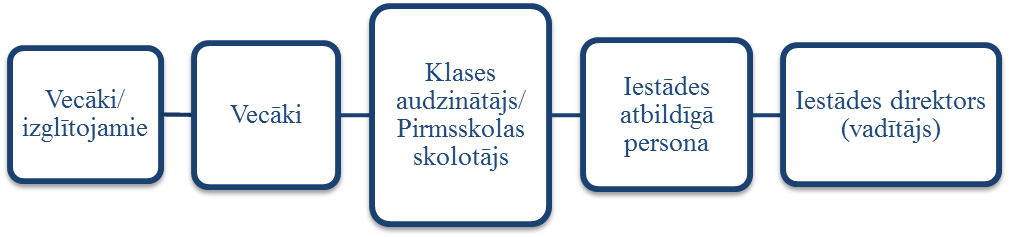 Vecāki/
izglītojamie
Vecāki
Klases
audzinātājs/
Pirmsskolas
skolotājs
Iestādes
atbildīgā
persona
Iestādes direktors
(vadītājs)